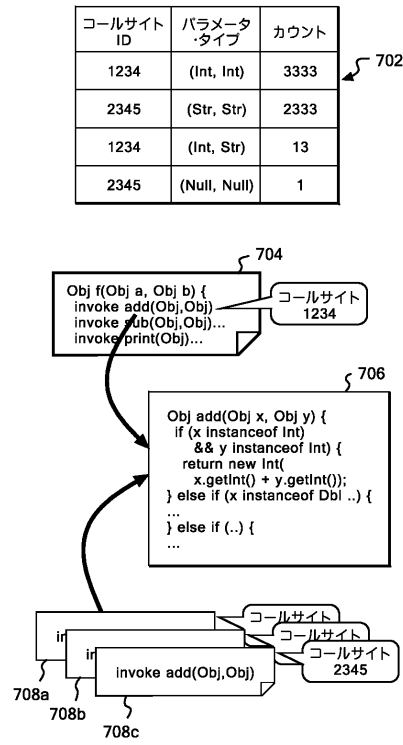 コールサイト
ID
パラメータ
・タイプ
カウント
1234
(Int, Int)
3333
2345
(Str, Str)
2333
1234
(Int, Str)
13
2345
(Null, Null)
1
702
704
Obj f(Obj a, Obj b) {
invoke add(Obj,Obj)
invoke sub(Obj,Obj)...
invoke print(Obj)...
コールサイト
1234
706
Obj add(Obj x, Obj y) {
if (x instanceof Int)
&& y instanceof Int) {
return new Int(
x.getInt() + y.getInt());
} else if (x instanceof Dbl ..) {
...
} else if (..) {
...
コールサイト
コールサイト
コールサイト
2345
in
in
invoke add(Obj,Obj)
708a
708b
708c